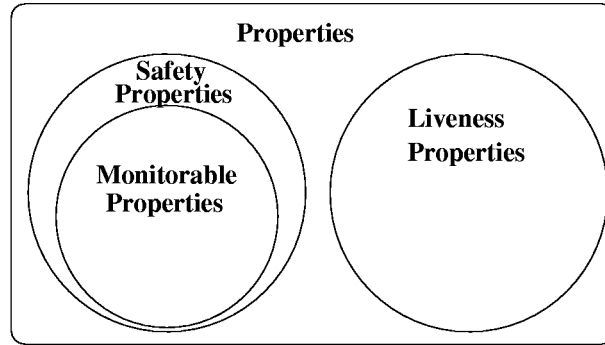 Properties
Safety
Properties
Monitorable
Properties
Liveness
Properties